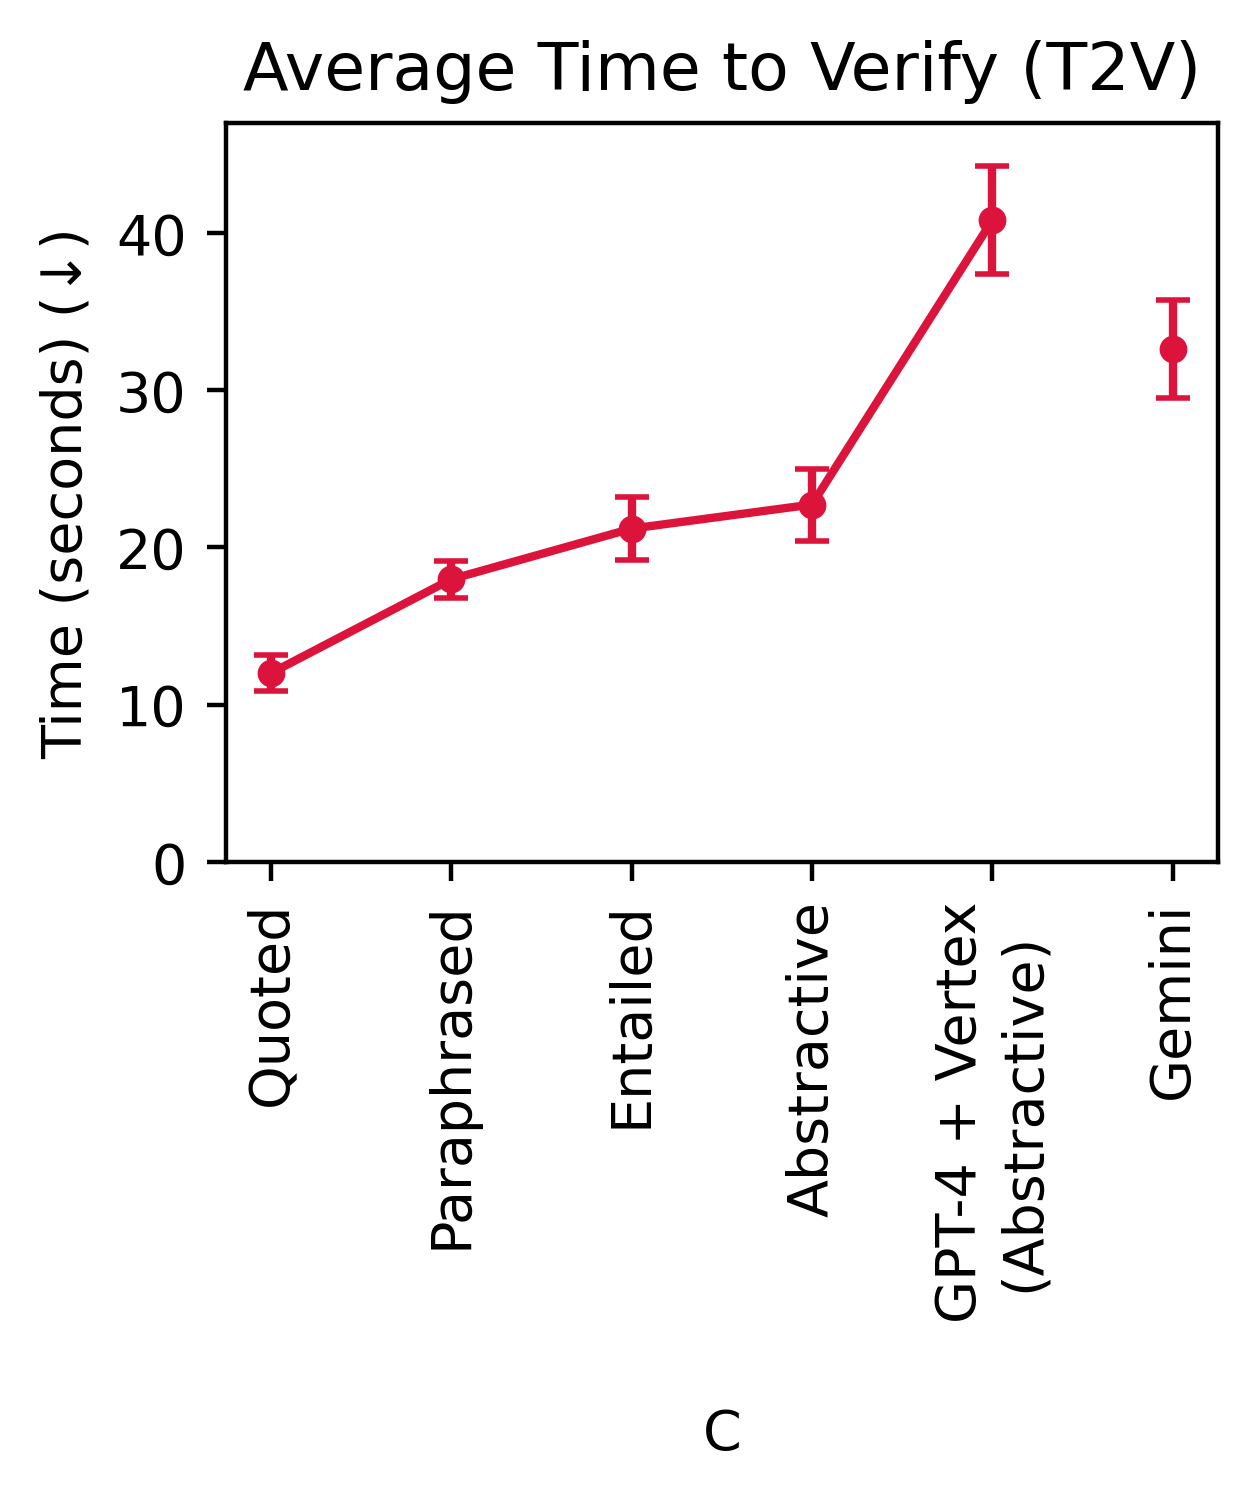 Average Time to Verify (T2V)
Time (seconds) (↓)
40
30
20
10
0
Quoted
Paraphrased
Entailed
Abstractive
GPT-4 + Vertex
(Abstractive)
Gemini
C